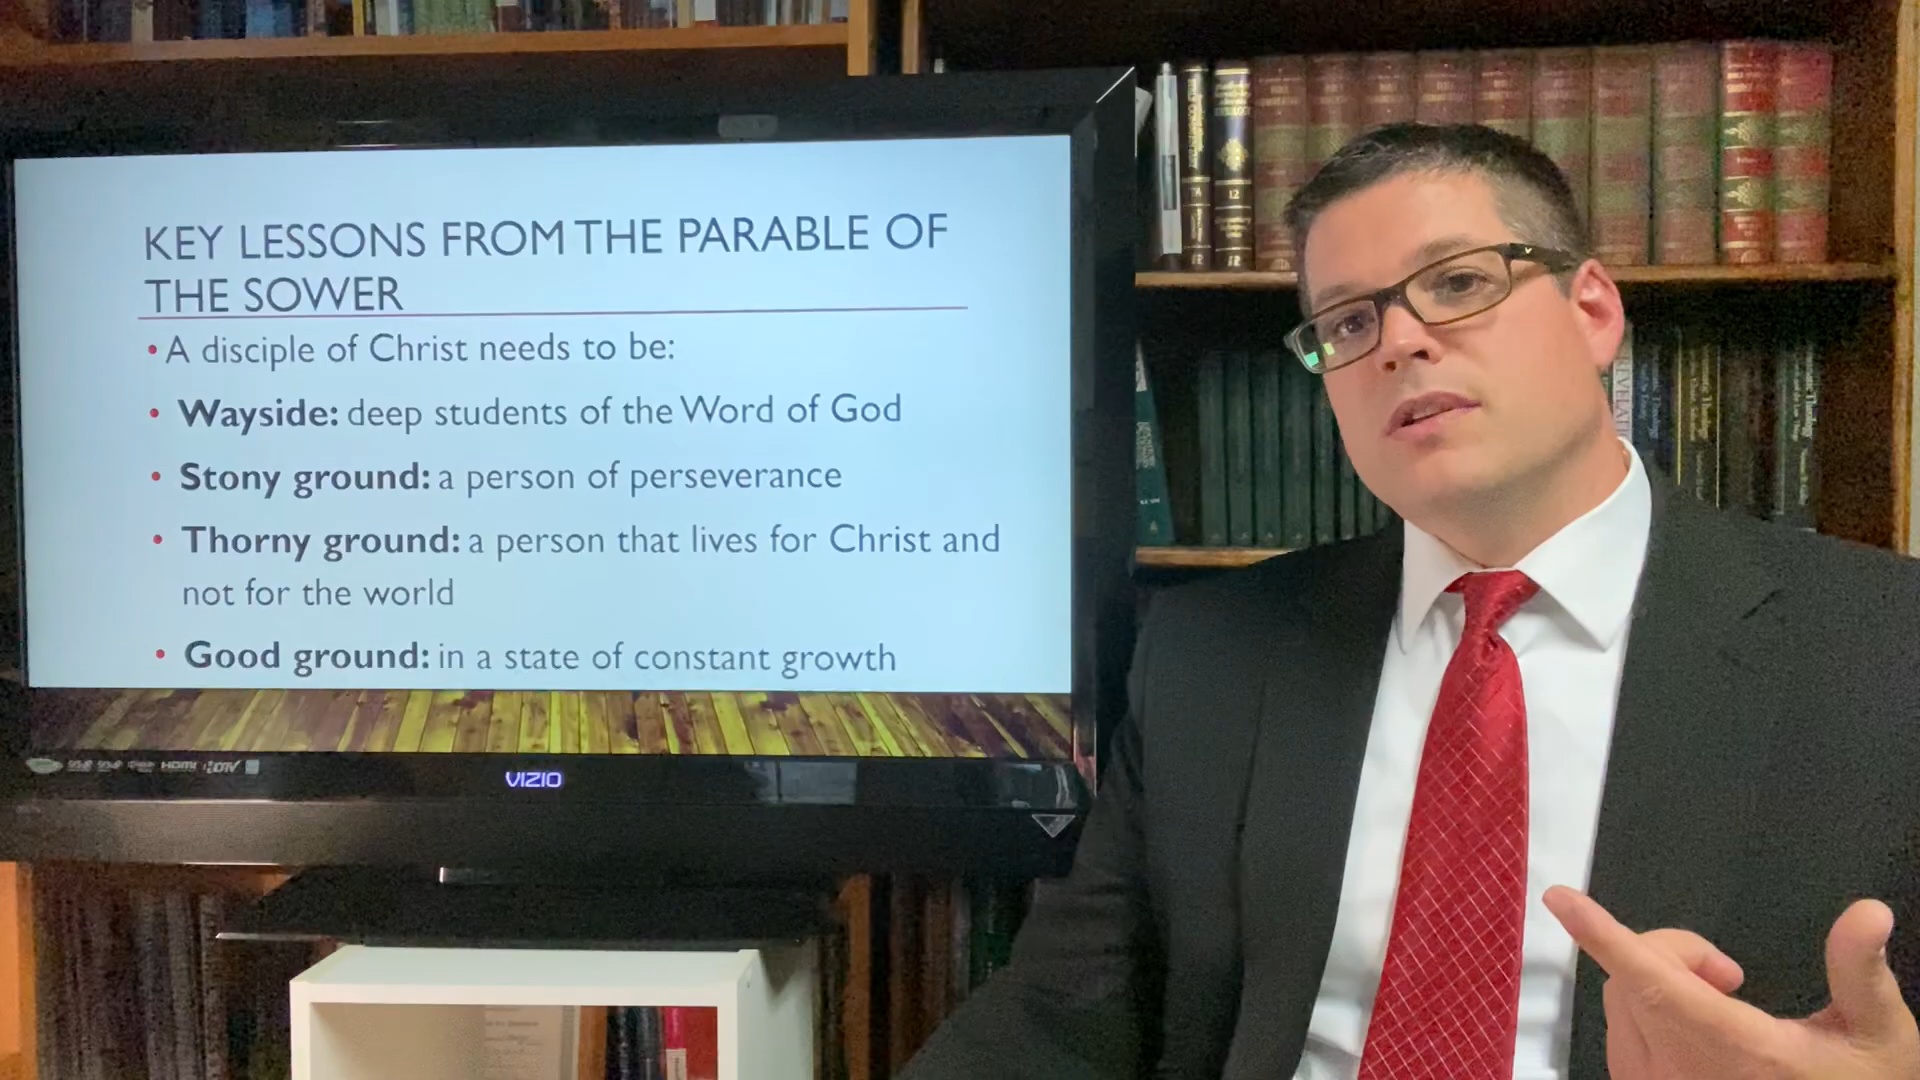 KEY LESSONS FROM THE PARABLE OF
THE SOWER
• A disciple of Christ needs to be:
• Wayside: deep students of the Word of God
• Stony ground: a person of perseverance
• Thorny ground: a person that lives for Christ and
not for the world
• Good ground: in a state of constant growth
HDMI
VIZIO
12